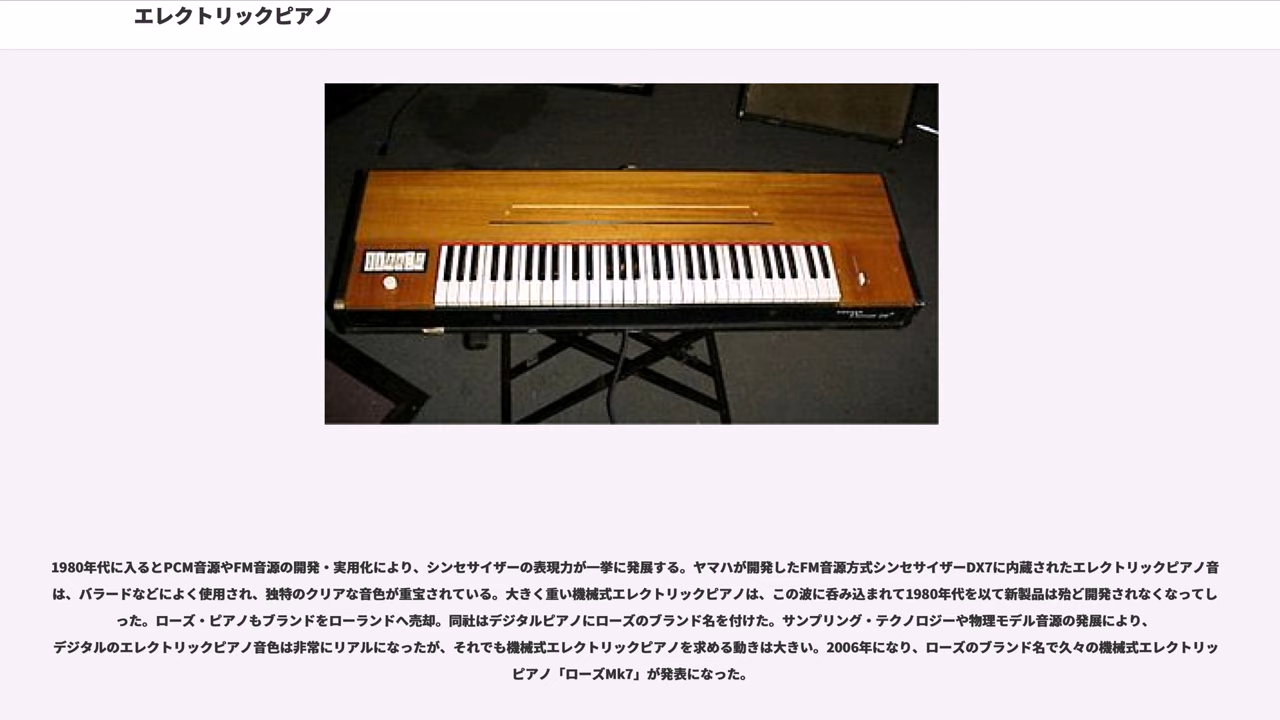 エレクトリックピアノ
1980年代に入るとPCM音源やFM音源の開発・実用化により、シンセサイザーの表現力が一挙に発展する。ヤマハが開発したFM音源方式シンセサイザーDX7に内蔵されたエレクトリックピアノ音
は、バラードなどによく使用され、独特のクリアな音色が重宝されている。大きく重い機械式エレクトリックピアノは、この波に呑み込まれて1980年代を以て新製品は殆ど開発されなくなってし
った。ローズ・ピアノもブランドをローランドへ売却。同社はデジタルピアノにローズのブランド名を付けた。サンプリング・テクノロジーや物理モデル音源の発展により、
デジタルのエレクトリックピアノ音色は非常にリアルになったが、それでも機械式エレクトリックピアノを求める動きは大きい。2006年になり、ローズのブランド名で久々の機械式エレクトリッ
ピアノ「ローズMk7」が発表になった。